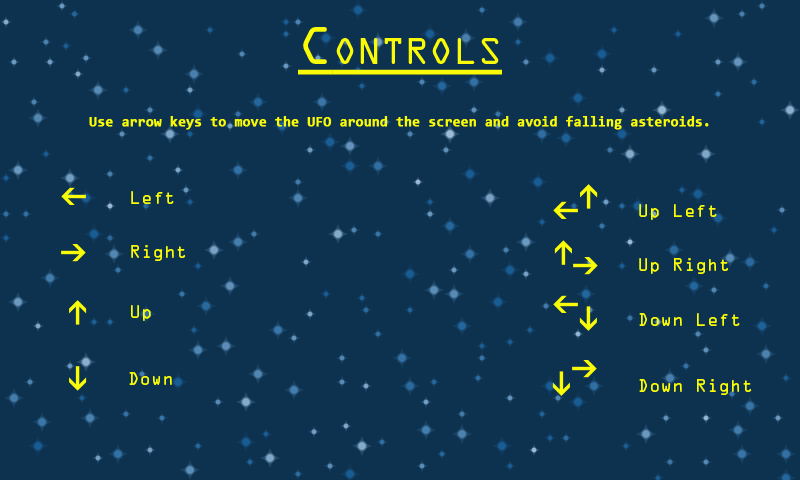 Controls
Use arrow keys to move the UFO around the screen and avoid falling asteroids.
← Left
→ Right
↑ Up
↓ Down
←↑ Up Left
↑→ Up Right
←↓ Down Left
↓→ Down Right